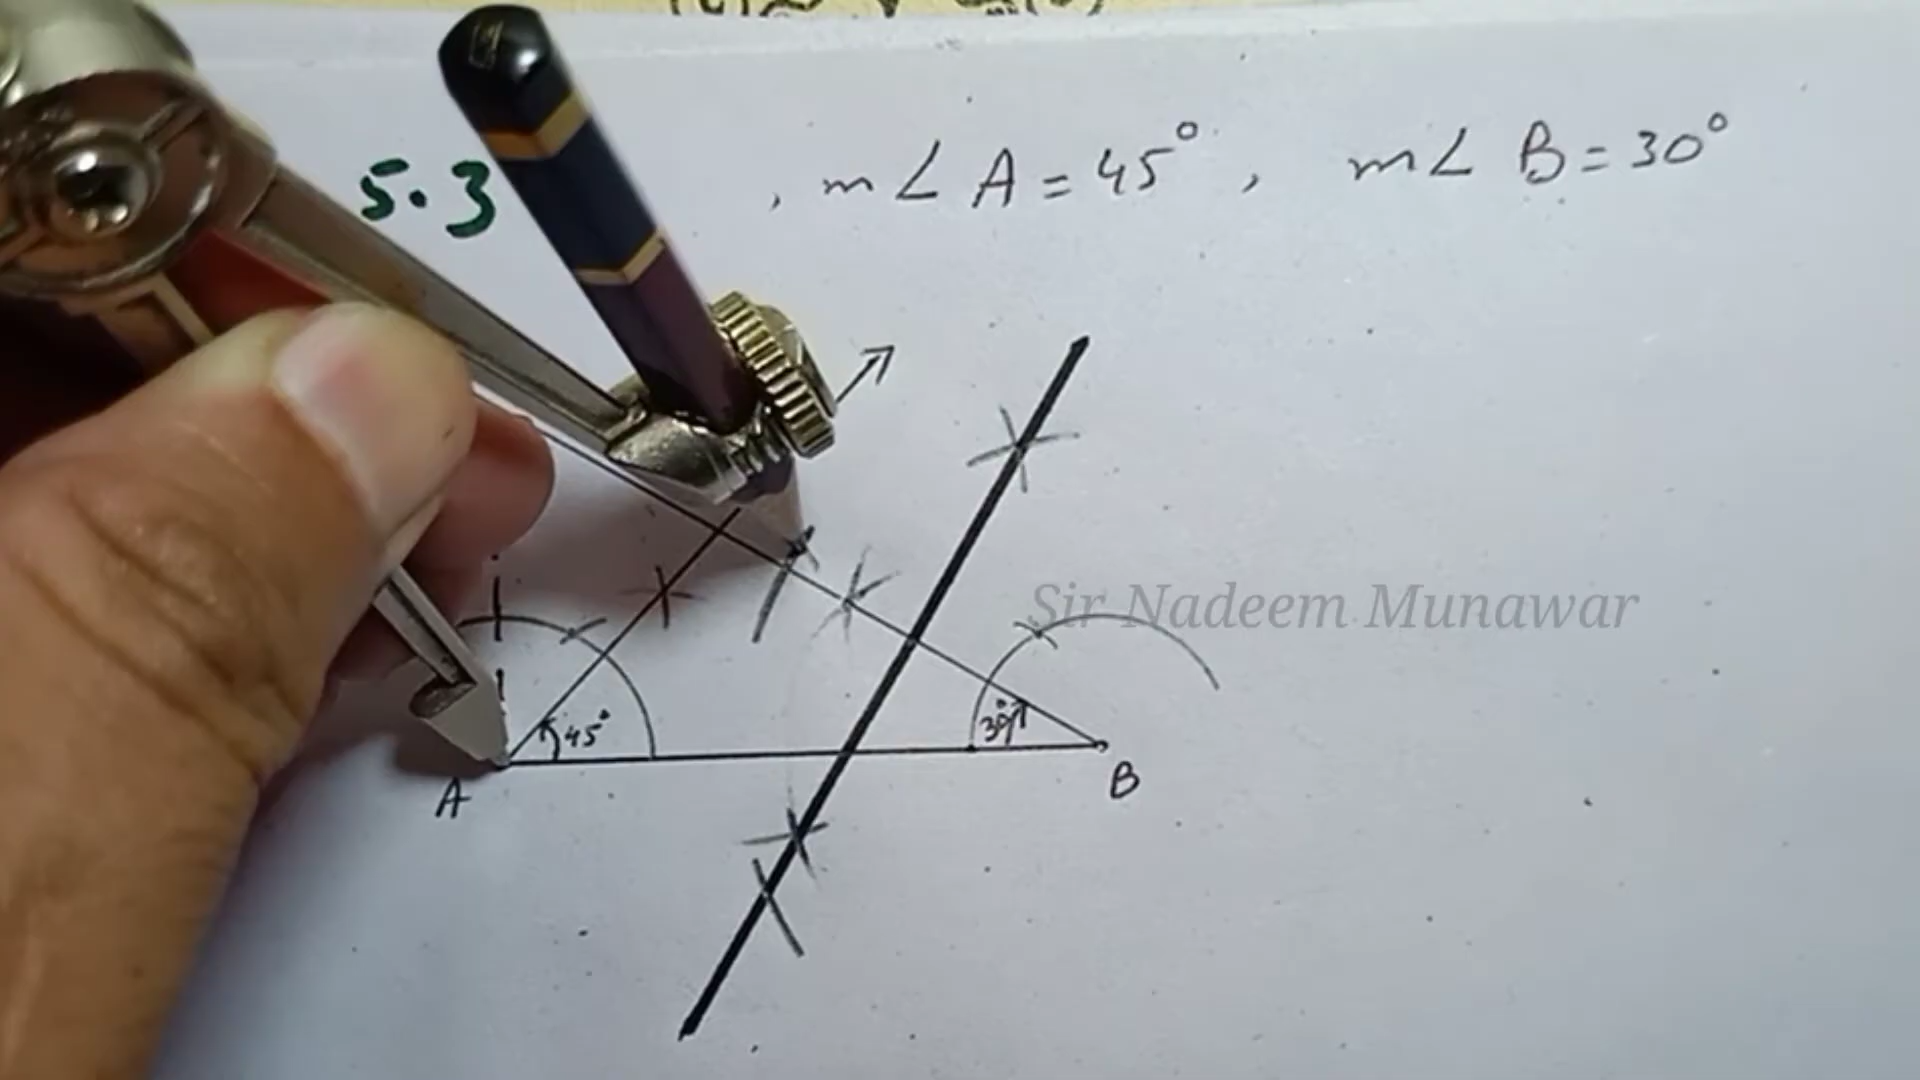 5.3 , m∠A = 45°, m∠B = 30°
Sir Nadeem Munawar
45° 30°
A B